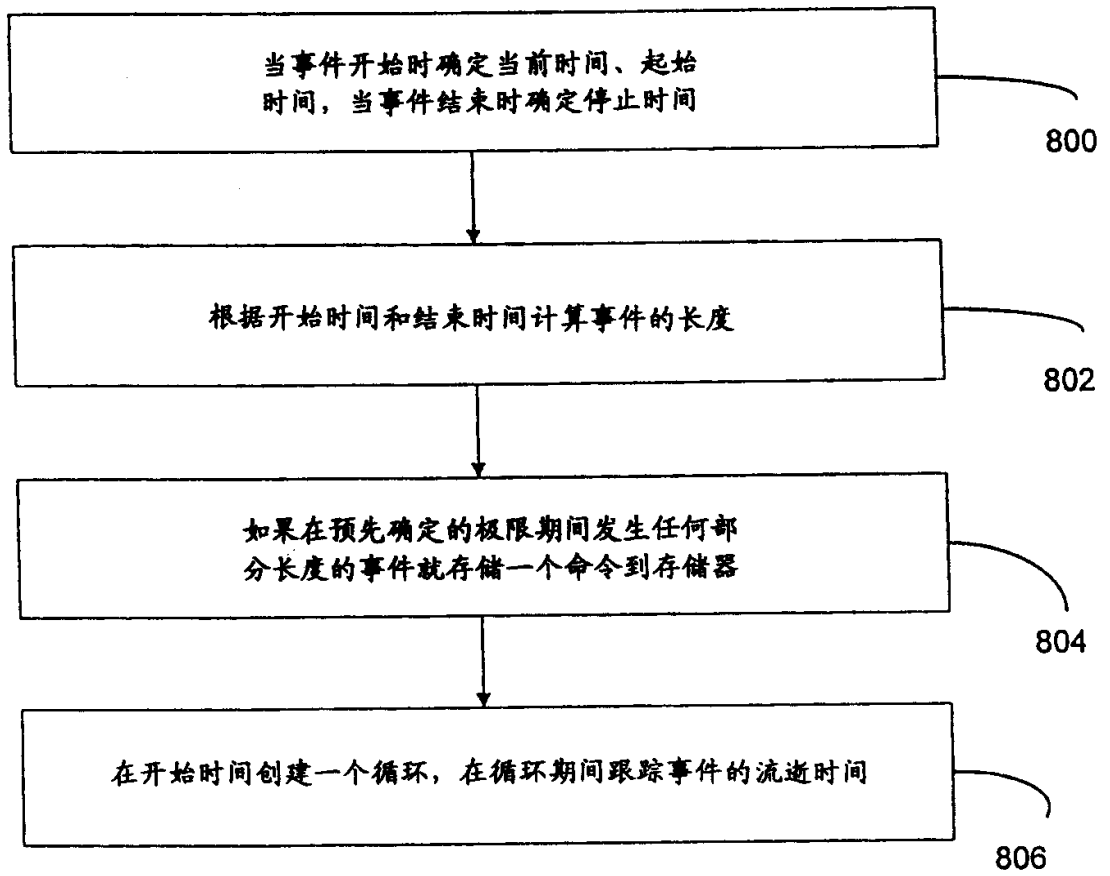 当事件开始时确定当前时间、起始
时间，当事件结束时确定停止时间
800
根据开始时间和结束时间计算事件的长度
802
如果在预先确定的极限期间发生任何部
分长度的事件就存储一个命令到存储器
804
在开始时间创建一个循环，在循环期间跟踪事件的流逝时间
806